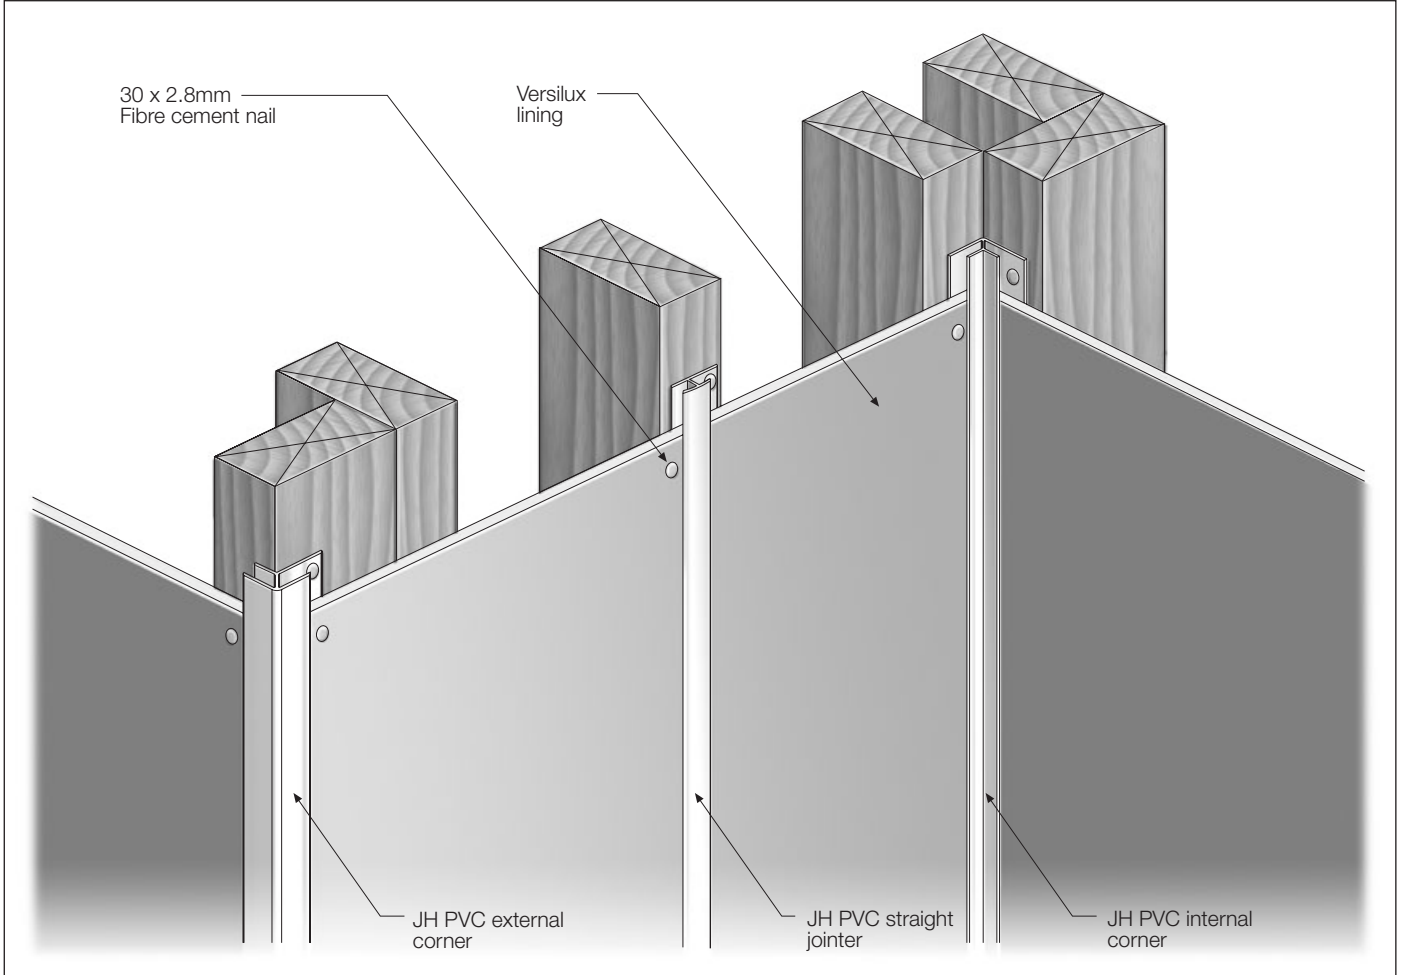 30 x 2.8mm
Fibre cement nail
Versilux
lining
JH PVC external
corner
JH PVC straight
jointer
JH PVC internal
corner